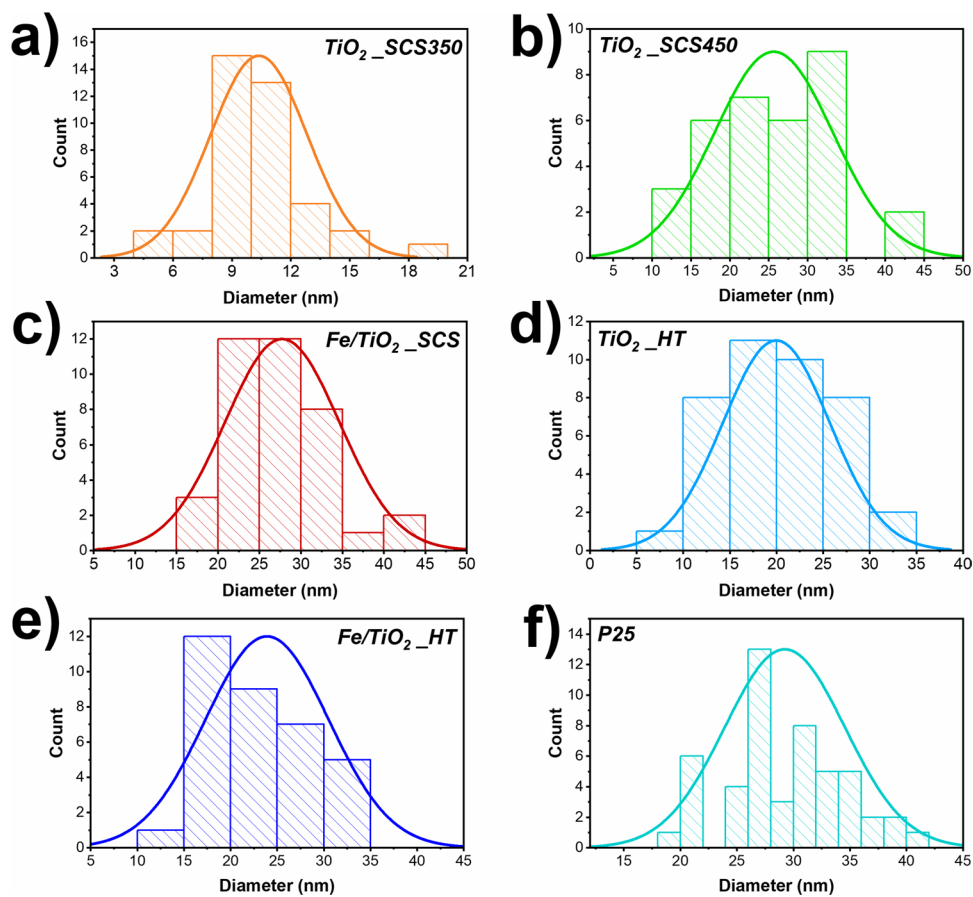 a)
TiO2 _SCS350
16
14
12
10
8
6
4
2
0
Count
3 6 9 12 15 18 21
Diameter (nm)
b)
TiO2 _SCS450
10
8
6
4
2
0
Count
5 10 15 20 25 30 35 40 45 50
Diameter (nm)
c)
Fe/TiO2 _SCS
12
10
8
6
4
2
0
Count
5 10 15 20 25 30 35 40 45 50
Diameter (nm)
d)
TiO2 _HT
12
10
8
6
4
2
0
Count
0 5 10 15 20 25 30 35 40
Diameter (nm)
e)
Fe/TiO2 _HT
12
10
8
6
4
2
0
Count
5 10 15 20 25 30 35 40 45
Diameter (nm)
f)
P25
14
12
10
8
6
4
2
0
Count
15 20 25 30 35 40 45
Diameter (nm)